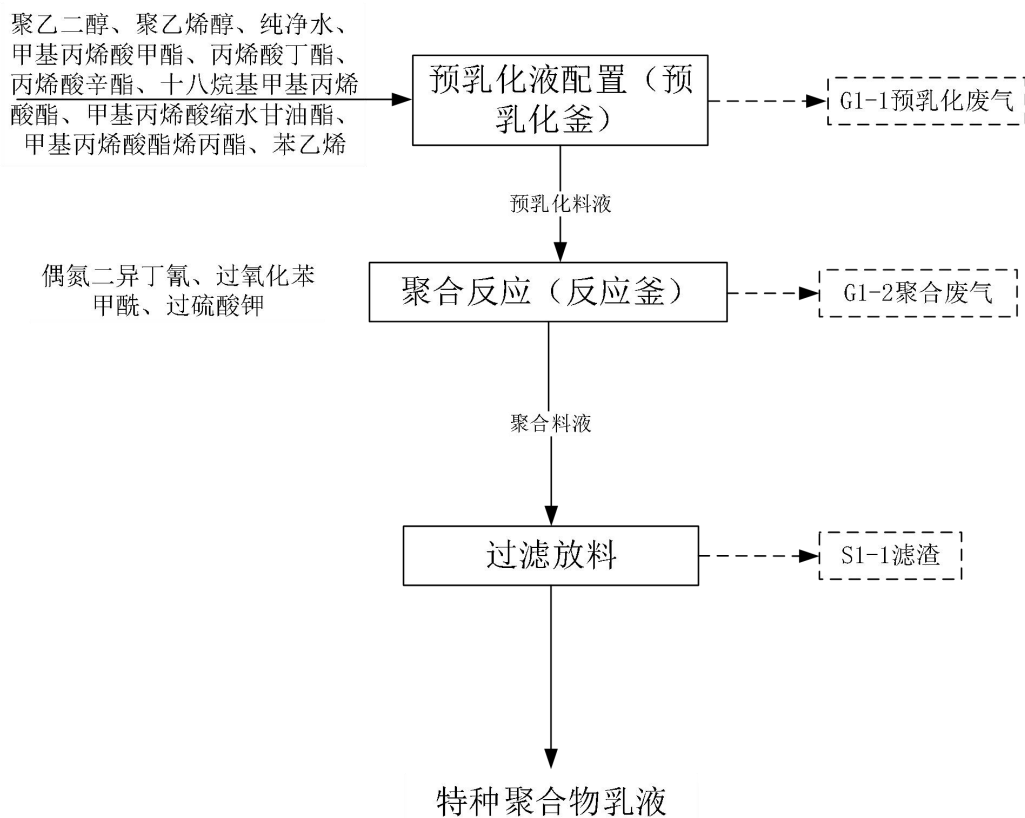 聚乙二醇、聚乙烯醇、纯净水、
甲基丙烯酸甲酯、丙烯酸丁酯、
丙烯酸辛酯、十八烷基甲基丙烯
酸酯、甲基丙烯酸缩水甘油酯、
甲基丙烯酸酯烯丙酯、苯乙烯
预乳化液配置（预
乳化釜）
G1-1预乳化废气
预乳化料液
偶氮二异丁氰、过氧化苯
甲酰、过硫酸钾
聚合反应（反应釜）
G1-2聚合废气
聚合料液
过滤放料
S1-1滤渣
特种聚合物乳液